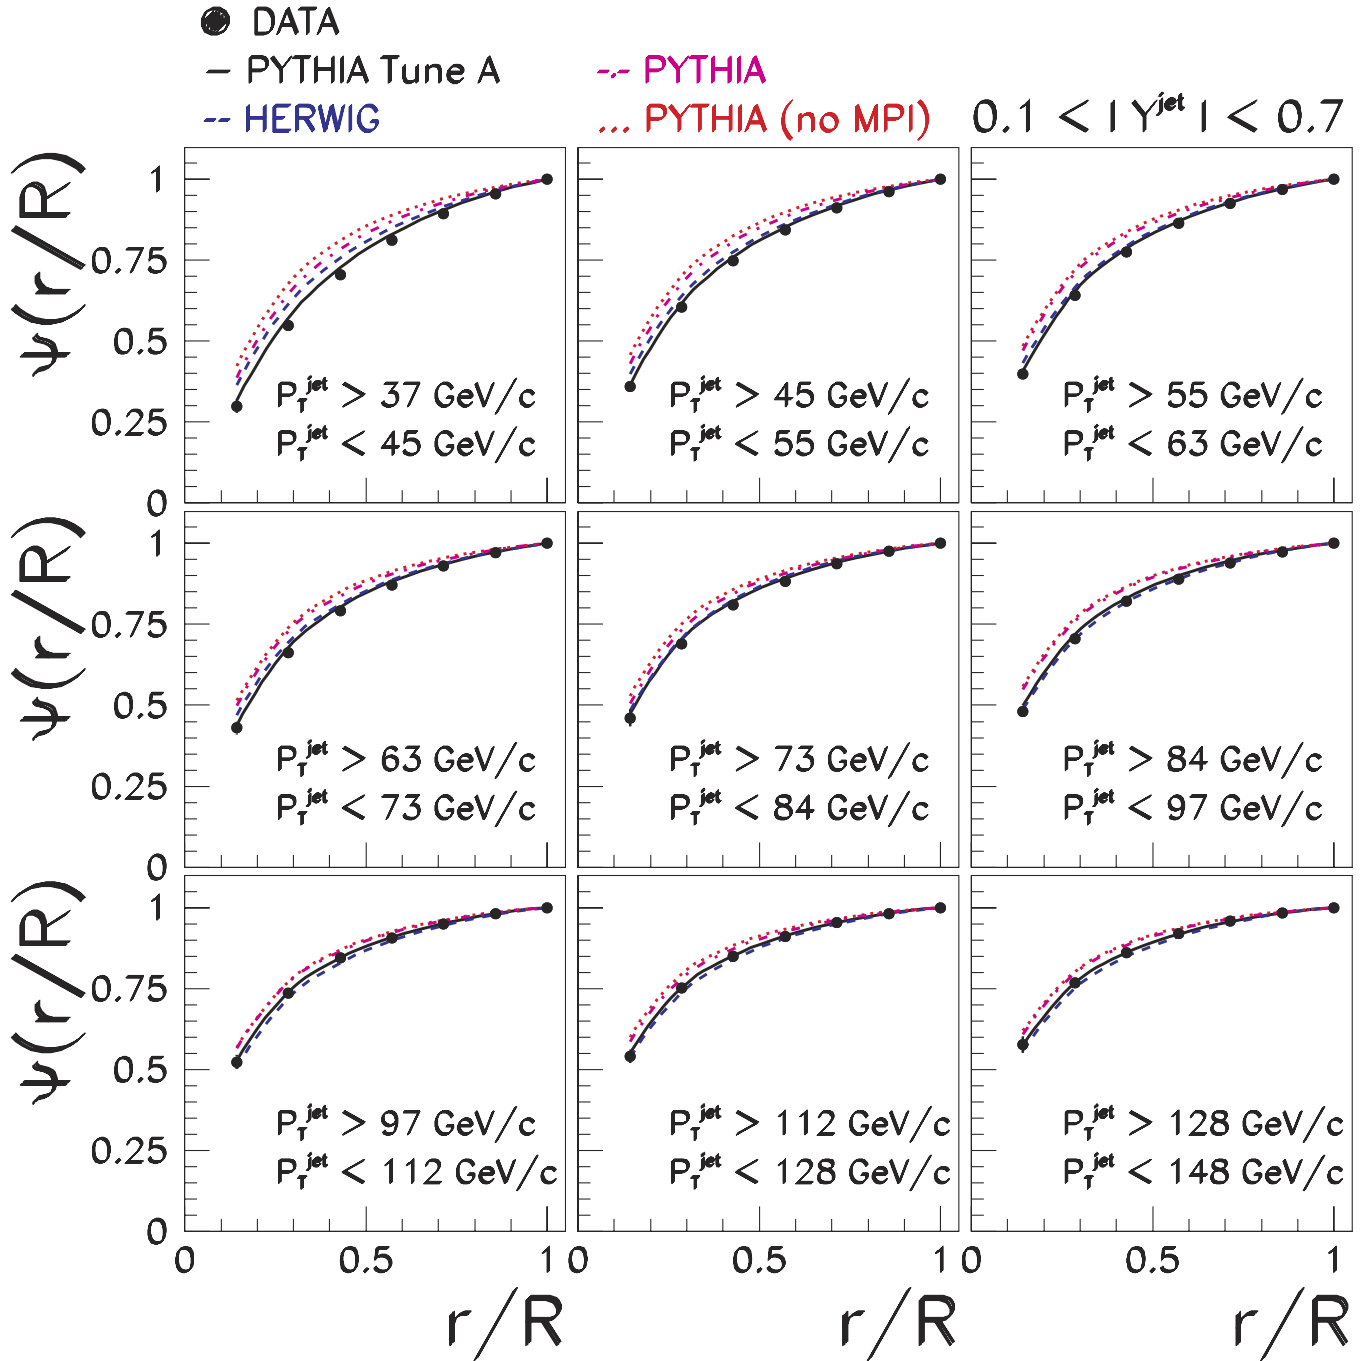 DATA
PYTHIA Tune A
PYTHIA
HERWIG
PYTHIA (no MPI)
0.1 < | Y^jet | < 0.7
ψ(r/R)
1
0.75
0.5
0.25
0
P_T^jet > 37 GeV/c
P_T^jet < 45 GeV/c
P_T^jet > 45 GeV/c
P_T^jet < 55 GeV/c
P_T^jet > 55 GeV/c
P_T^jet < 63 GeV/c
ψ(r/R)
1
0.75
0.5
0.25
0
P_T^jet > 63 GeV/c
P_T^jet < 73 GeV/c
P_T^jet > 73 GeV/c
P_T^jet < 84 GeV/c
P_T^jet > 84 GeV/c
P_T^jet < 97 GeV/c
ψ(r/R)
1
0.75
0.5
0.25
0
P_T^jet > 97 GeV/c
P_T^jet < 112 GeV/c
P_T^jet > 112 GeV/c
P_T^jet < 128 GeV/c
P_T^jet > 128 GeV/c
P_T^jet < 148 GeV/c
0 0.5 1
0 0.5 1
0 0.5 1
r/R
r/R
r/R